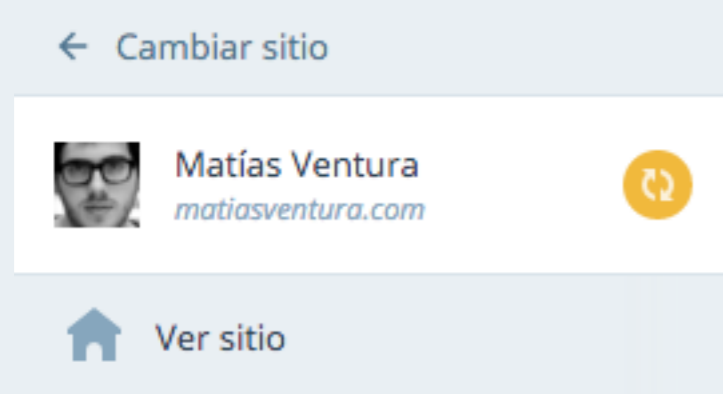 Cambiar sitio
Matías Ventura
matiasventura.com
Ver sitio